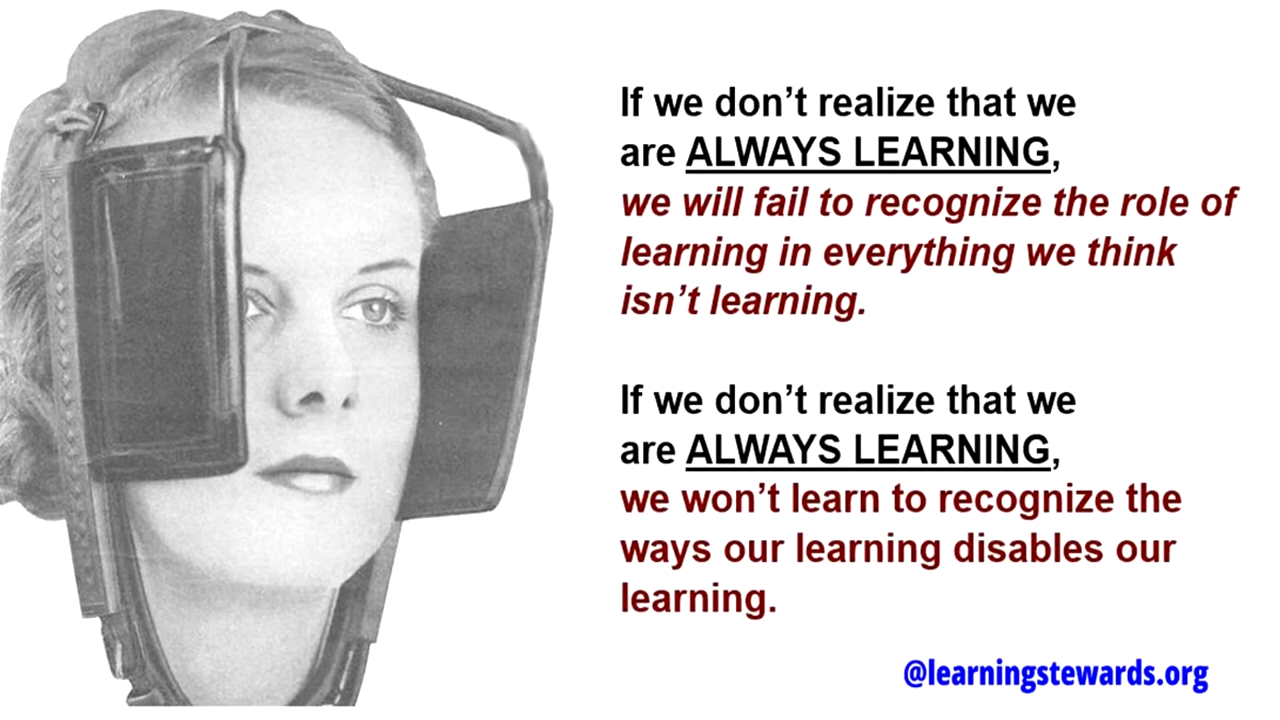 If we don’t realize that we
are ALWAYS LEARNING,
we will fail to recognize the role of
learning in everything we think
isn’t learning.
If we don’t realize that we
are ALWAYS LEARNING,
we won’t learn to recognize the
ways our learning disables our
learning.
@learningstewards.org